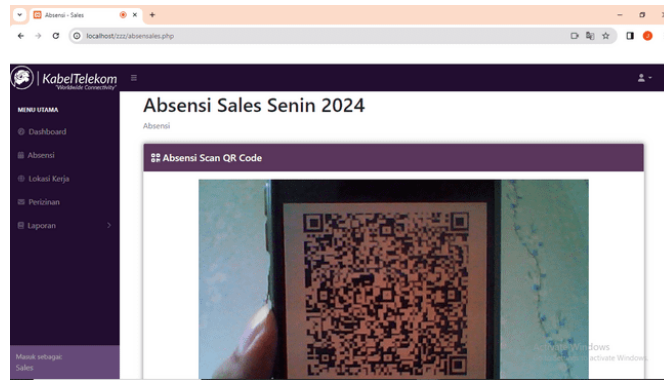 Absensi - Sales
localhost/zzz/absensales.php
KabelTelekom
"Worldwide Connectivity"
MENU UTAMA
Dashboard
Absensi
Lokasi Kerja
Perizinan
Laporan
Masuk sebagai:
Sales
Absensi Sales Senin 2024
Absensi
Absensi Scan QR Code
Activate Windows
activate Windows